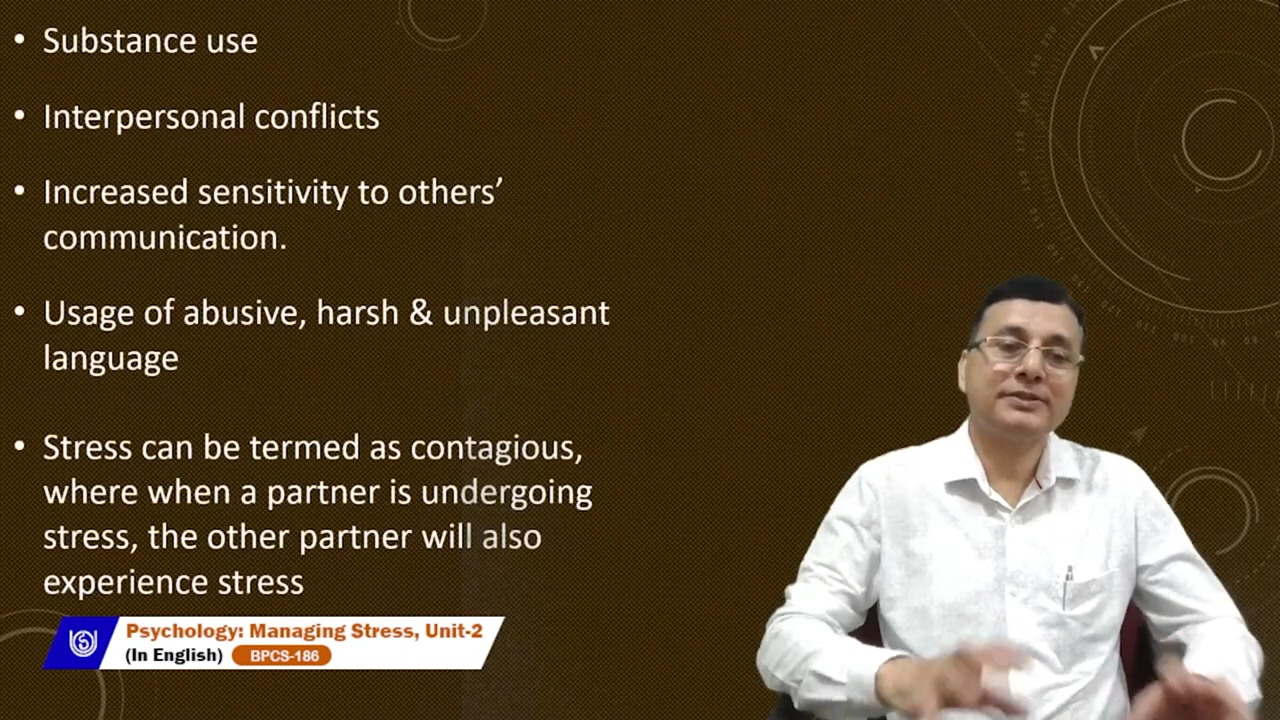 • Substance use
• Interpersonal conflicts
• Increased sensitivity to others’
communication.
• Usage of abusive, harsh & unpleasant
language
• Stress can be termed as contagious,
where when a partner is undergoing
stress, the other partner will also
experience stress
Psychology: Managing Stress, Unit-2
(In English) BPCS-186